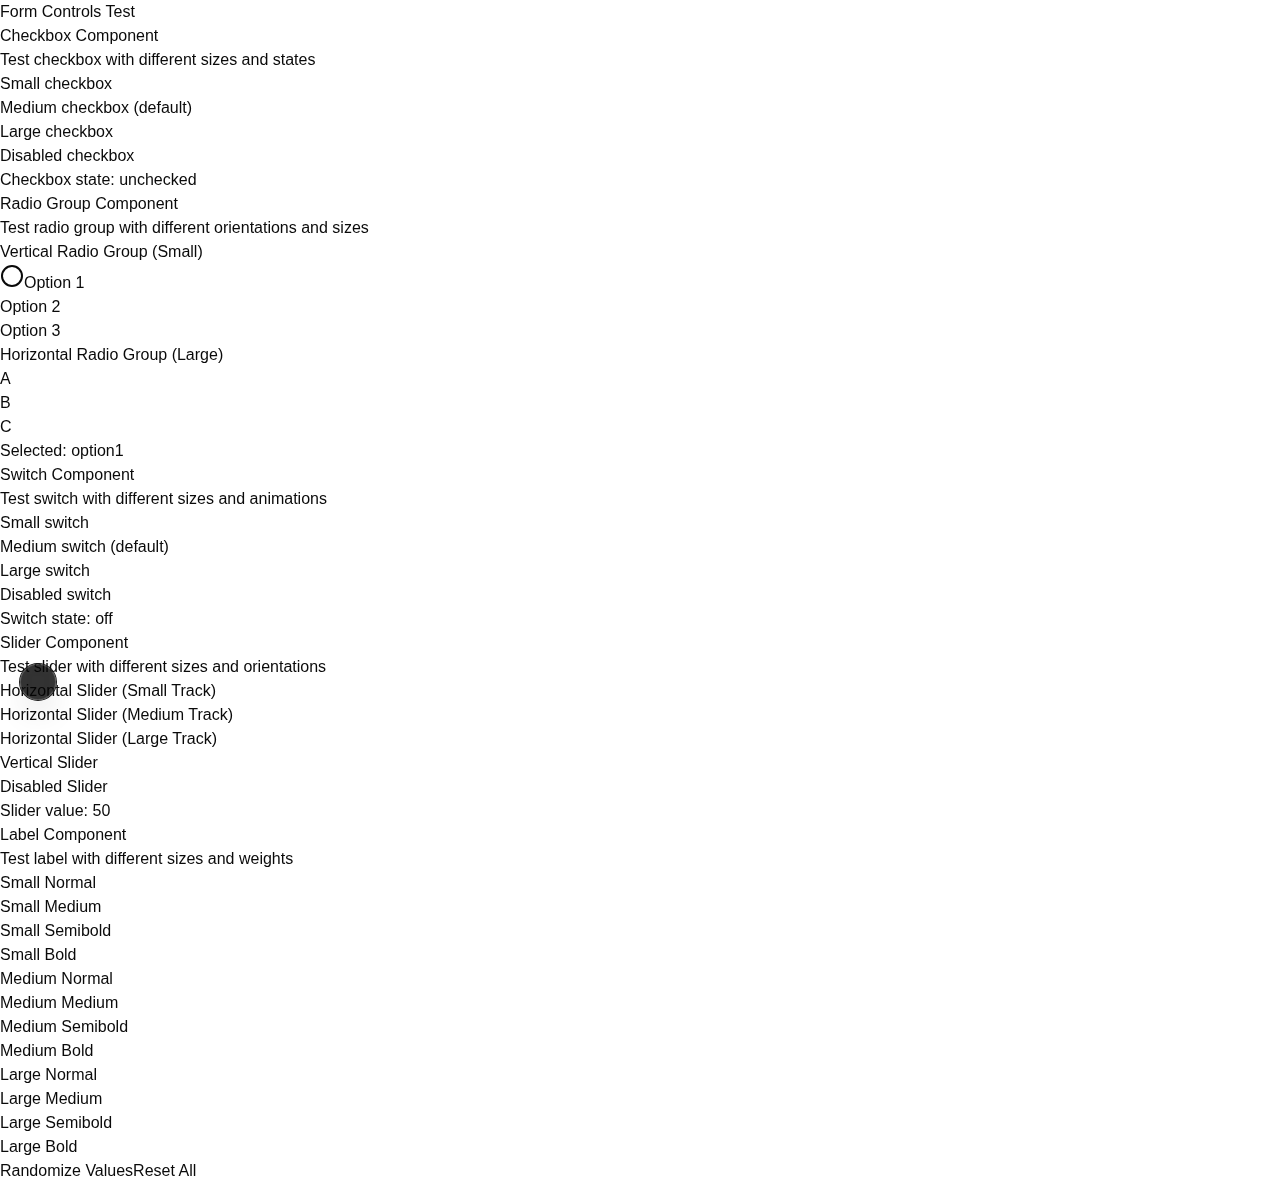 Form Controls Test
Checkbox Component
Test checkbox with different sizes and states
Small checkbox
Medium checkbox (default)
Large checkbox
Disabled checkbox
Checkbox state: unchecked
Radio Group Component
Test radio group with different orientations and sizes
Vertical Radio Group (Small)
Option 1
Option 2
Option 3
Horizontal Radio Group (Large)
A
B
C
Selected: option1
Switch Component
Test switch with different sizes and animations
Small switch
Medium switch (default)
Large switch
Disabled switch
Switch state: off
Slider Component
Test slider with different sizes and orientations
Horizontal Slider (Small Track)
Horizontal Slider (Medium Track)
Horizontal Slider (Large Track)
Vertical Slider
Disabled Slider
Slider value: 50
Label Component
Test label with different sizes and weights
Small Normal
Small Medium
Small Semibold
Small Bold
Medium Normal
Medium Medium
Medium Semibold
Medium Bold
Large Normal
Large Medium
Large Semibold
Large Bold
Randomize ValuesReset All